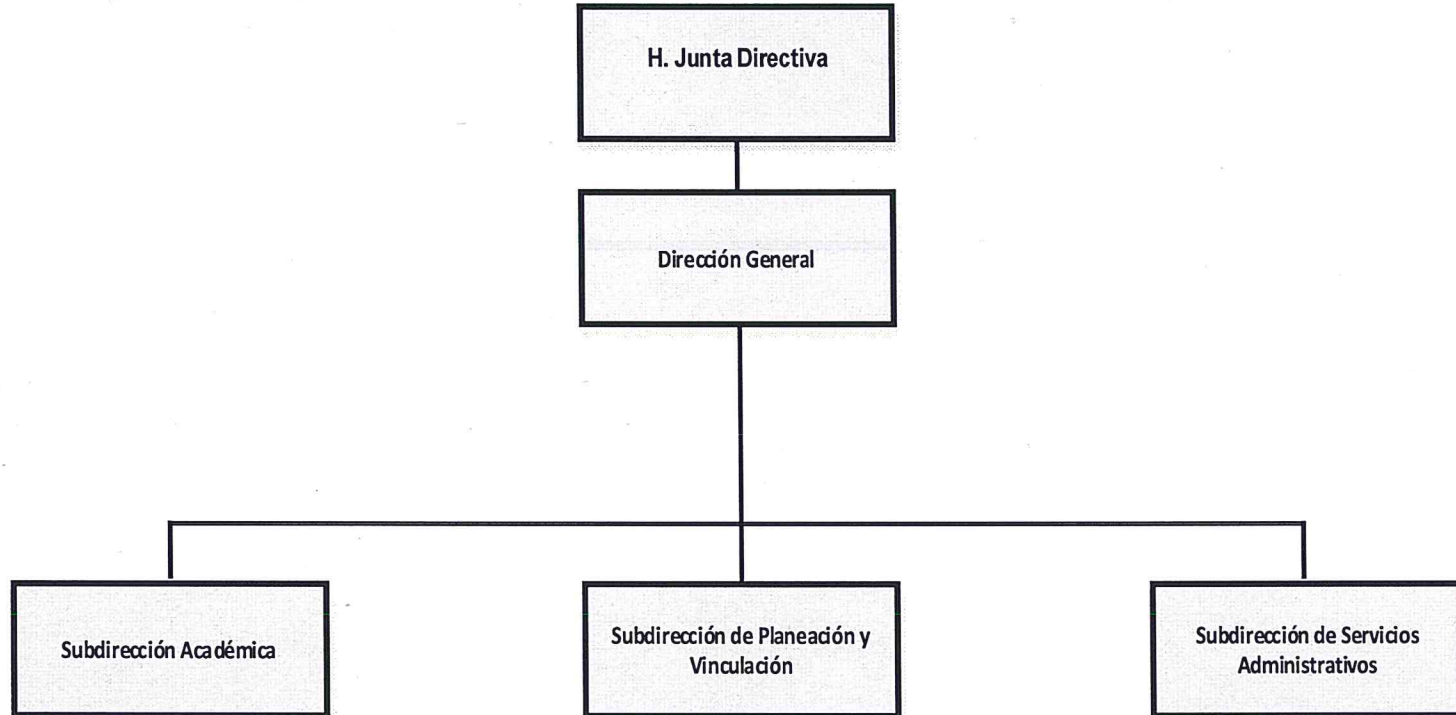 H. Junta Directiva
Dirección General
Subdirección Académica
Subdirección de Planeación y
Vinculación
Subdirección de Servicios
Administrativos